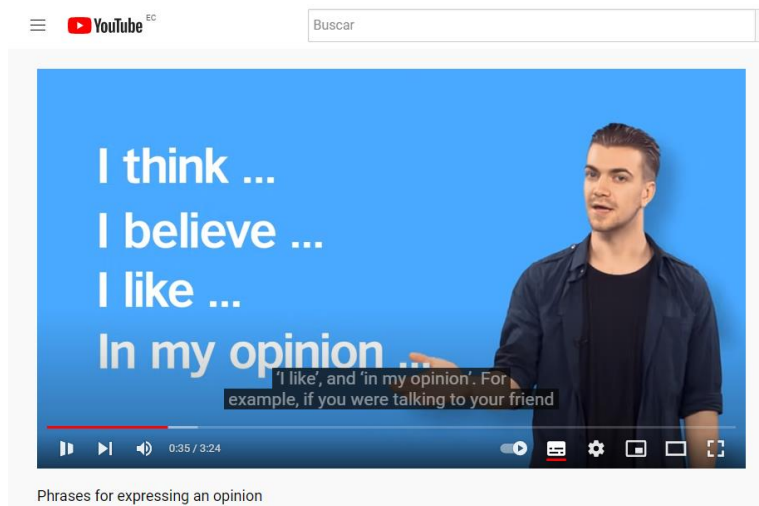 YouTube EC
Buscar
I think ...
I believe ...
I like ...
In my opinion ...
‘I like’, and ‘in my opinion’. For
example, if you were talking to your friend
0:35 / 3:24
Phrases for expressing an opinion